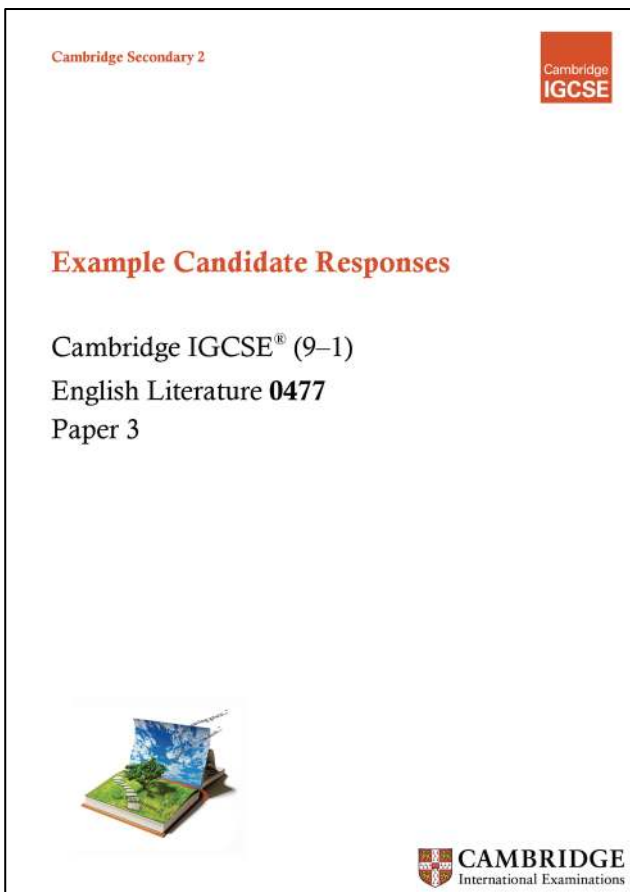 Cambridge Secondary 2
Cambridge
IGCSE
Example Candidate Responses
Cambridge IGCSE® (9–1)
English Literature 0477
Paper 3
CAMBRIDGE
International Examinations